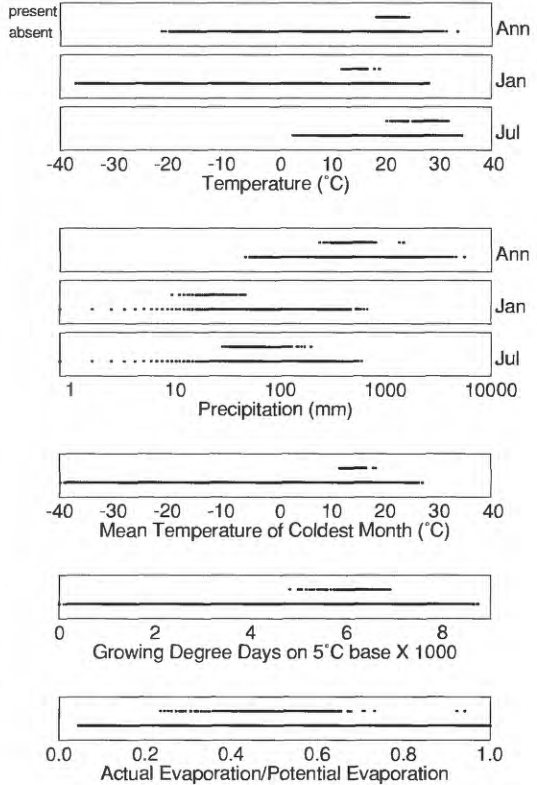 present
absent
Ann
Jan
Jul
-40 -30 -20 -10 0 10 20 30 40
Temperature (°C)
Ann
Jan
Jul
1 10 100 1000 10000
Precipitation (mm)
-40 -30 -20 -10 0 10 20 30 40
Mean Temperature of Coldest Month (°C)
0 2 4 6 8
Growing Degree Days on 5°C base X 1000
0.0 0.2 0.4 0.6 0.8 1.0
Actual Evaporation/Potential Evaporation